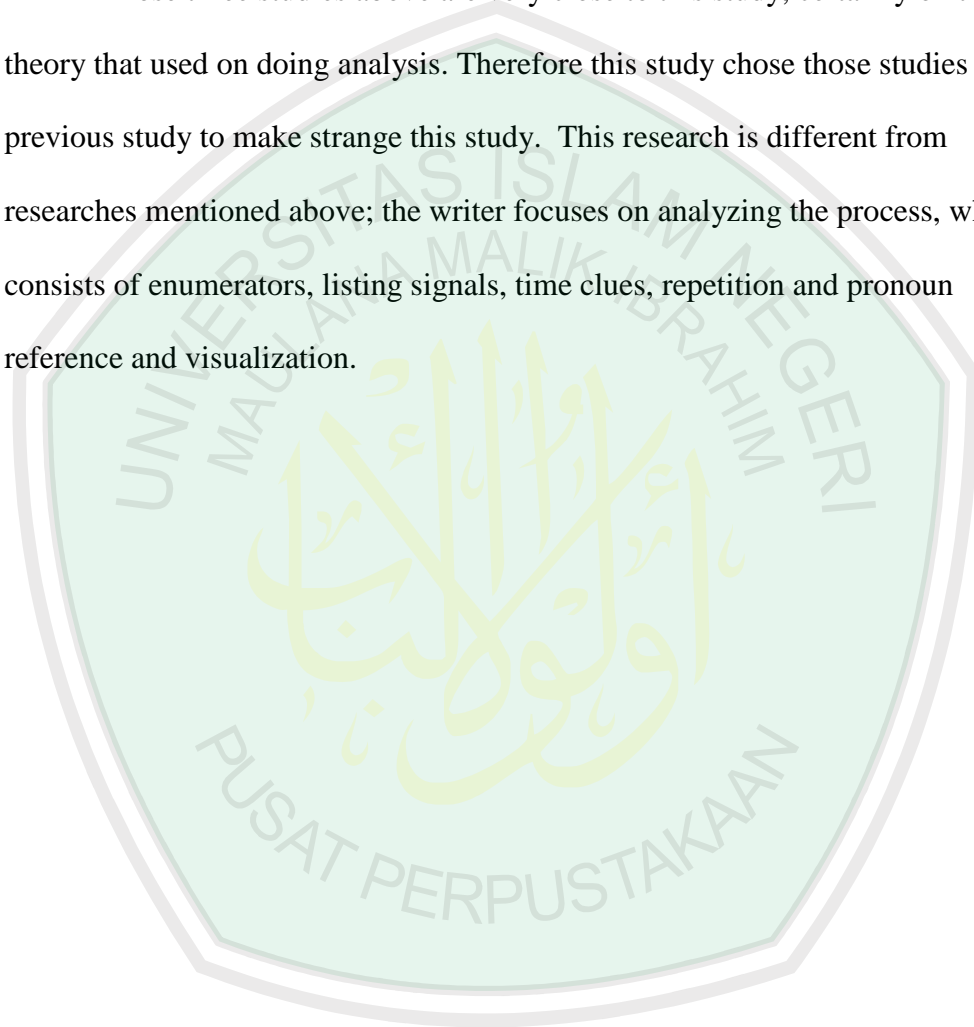 theory that used on doing analysis. Therefore this study chose those studies
previous study to make strange this study. This research is different from
researches mentioned above; the writer focuses on analyzing the process,
consists of enumerators, listing signals, time clues, repetition and pronoun
reference and visualization.
UNIVERSITAS ISLAM NEGERI
MAULANA MALIK IBRAHIM
PUSAT PERPUSTAKAAN